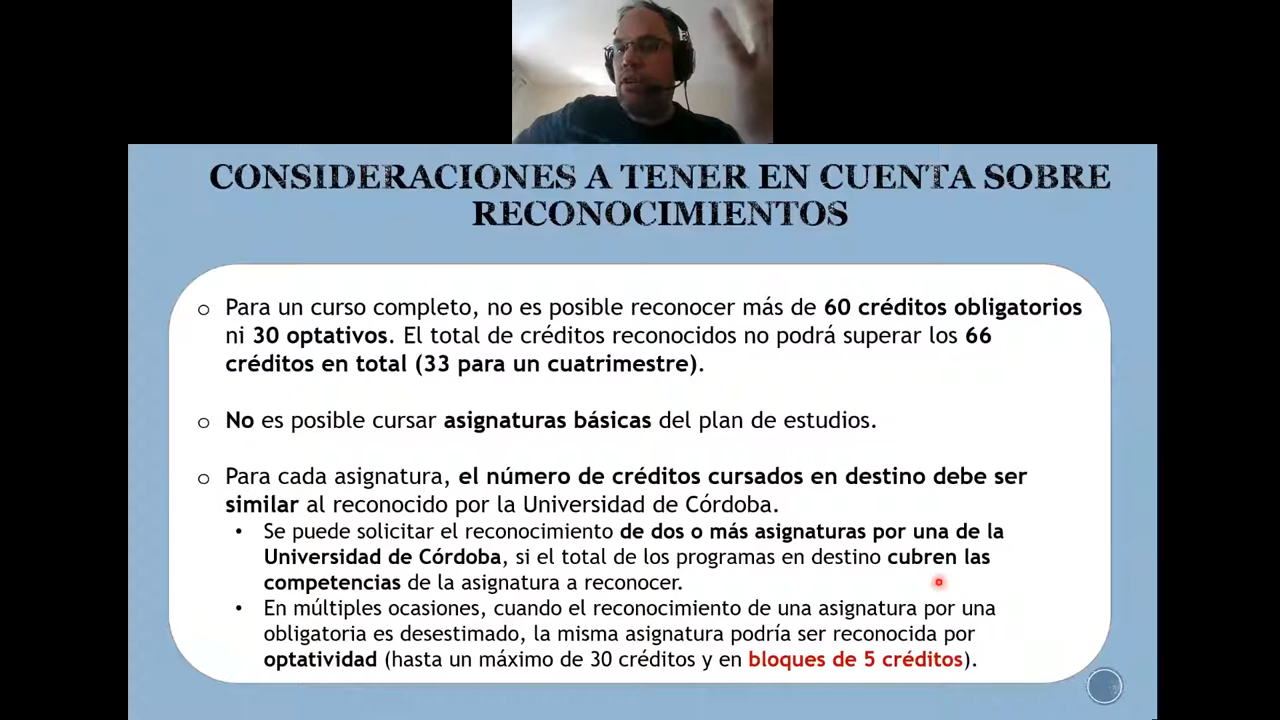 CONSIDERACIONES A TENER EN CUENTA SOBRE
RECONOCIMIENTOS
o Para un curso completo, no es posible reconocer más de 60 créditos obligatorios
ni 30 optativos. El total de créditos reconocidos no podrá superar los 66
créditos en total (33 para un cuatrimestre).
o No es posible cursar asignaturas básicas del plan de estudios.
o Para cada asignatura, el número de créditos cursados en destino debe ser
similar al reconocido por la Universidad de Córdoba.
• Se puede solicitar el reconocimiento de dos o más asignaturas por una de la
Universidad de Córdoba, si el total de los programas en destino cubren las
competencias de la asignatura a reconocer.
• En múltiples ocasiones, cuando el reconocimiento de una asignatura por una
obligatoria es desestimado, la misma asignatura podría ser reconocida por
optatividad (hasta un máximo de 30 créditos y en bloques de 5 créditos).